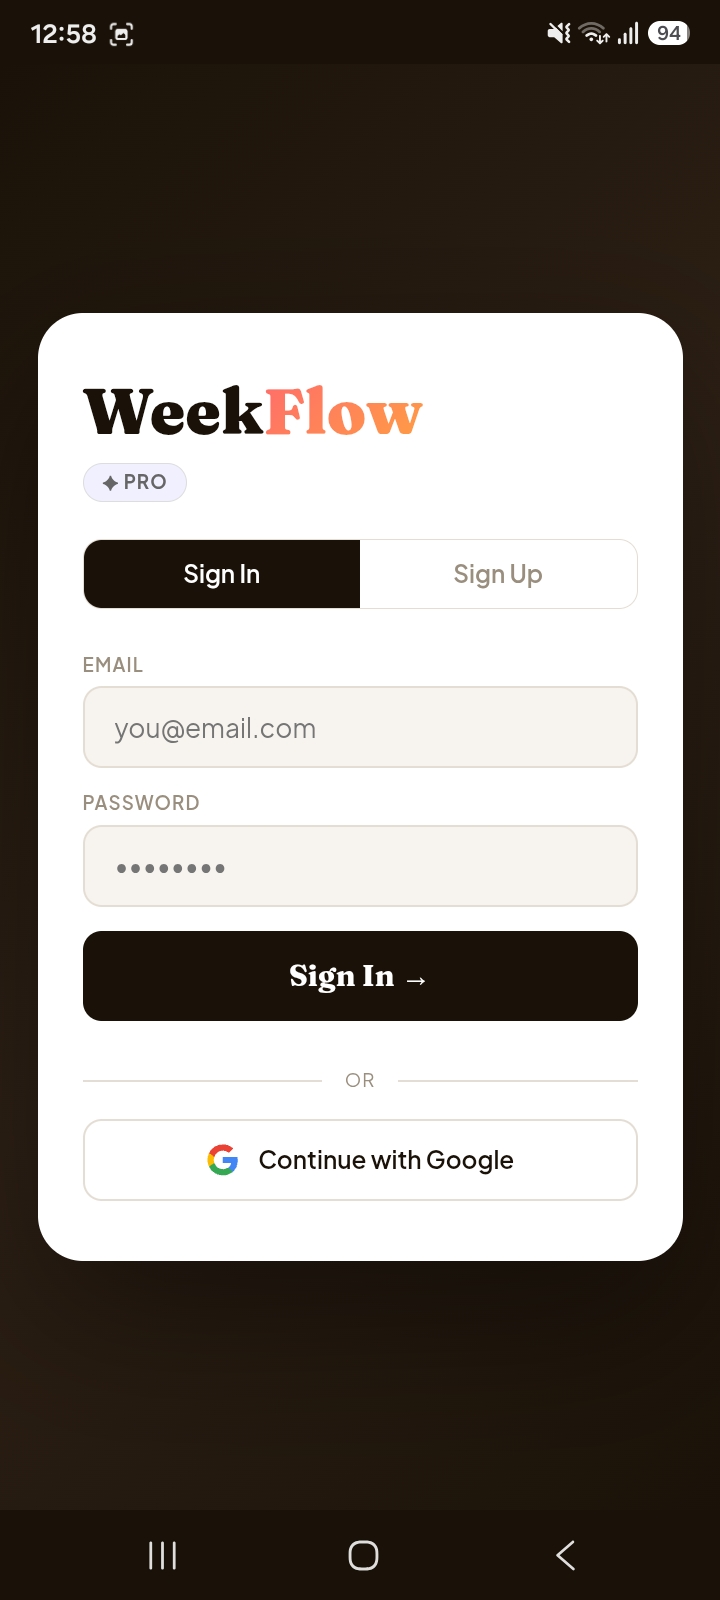 12:58 94
WeekFlow
✦ PRO
Sign In Sign Up
EMAIL
you@email.com
PASSWORD
••••••••
Sign In →
OR
Continue with Google